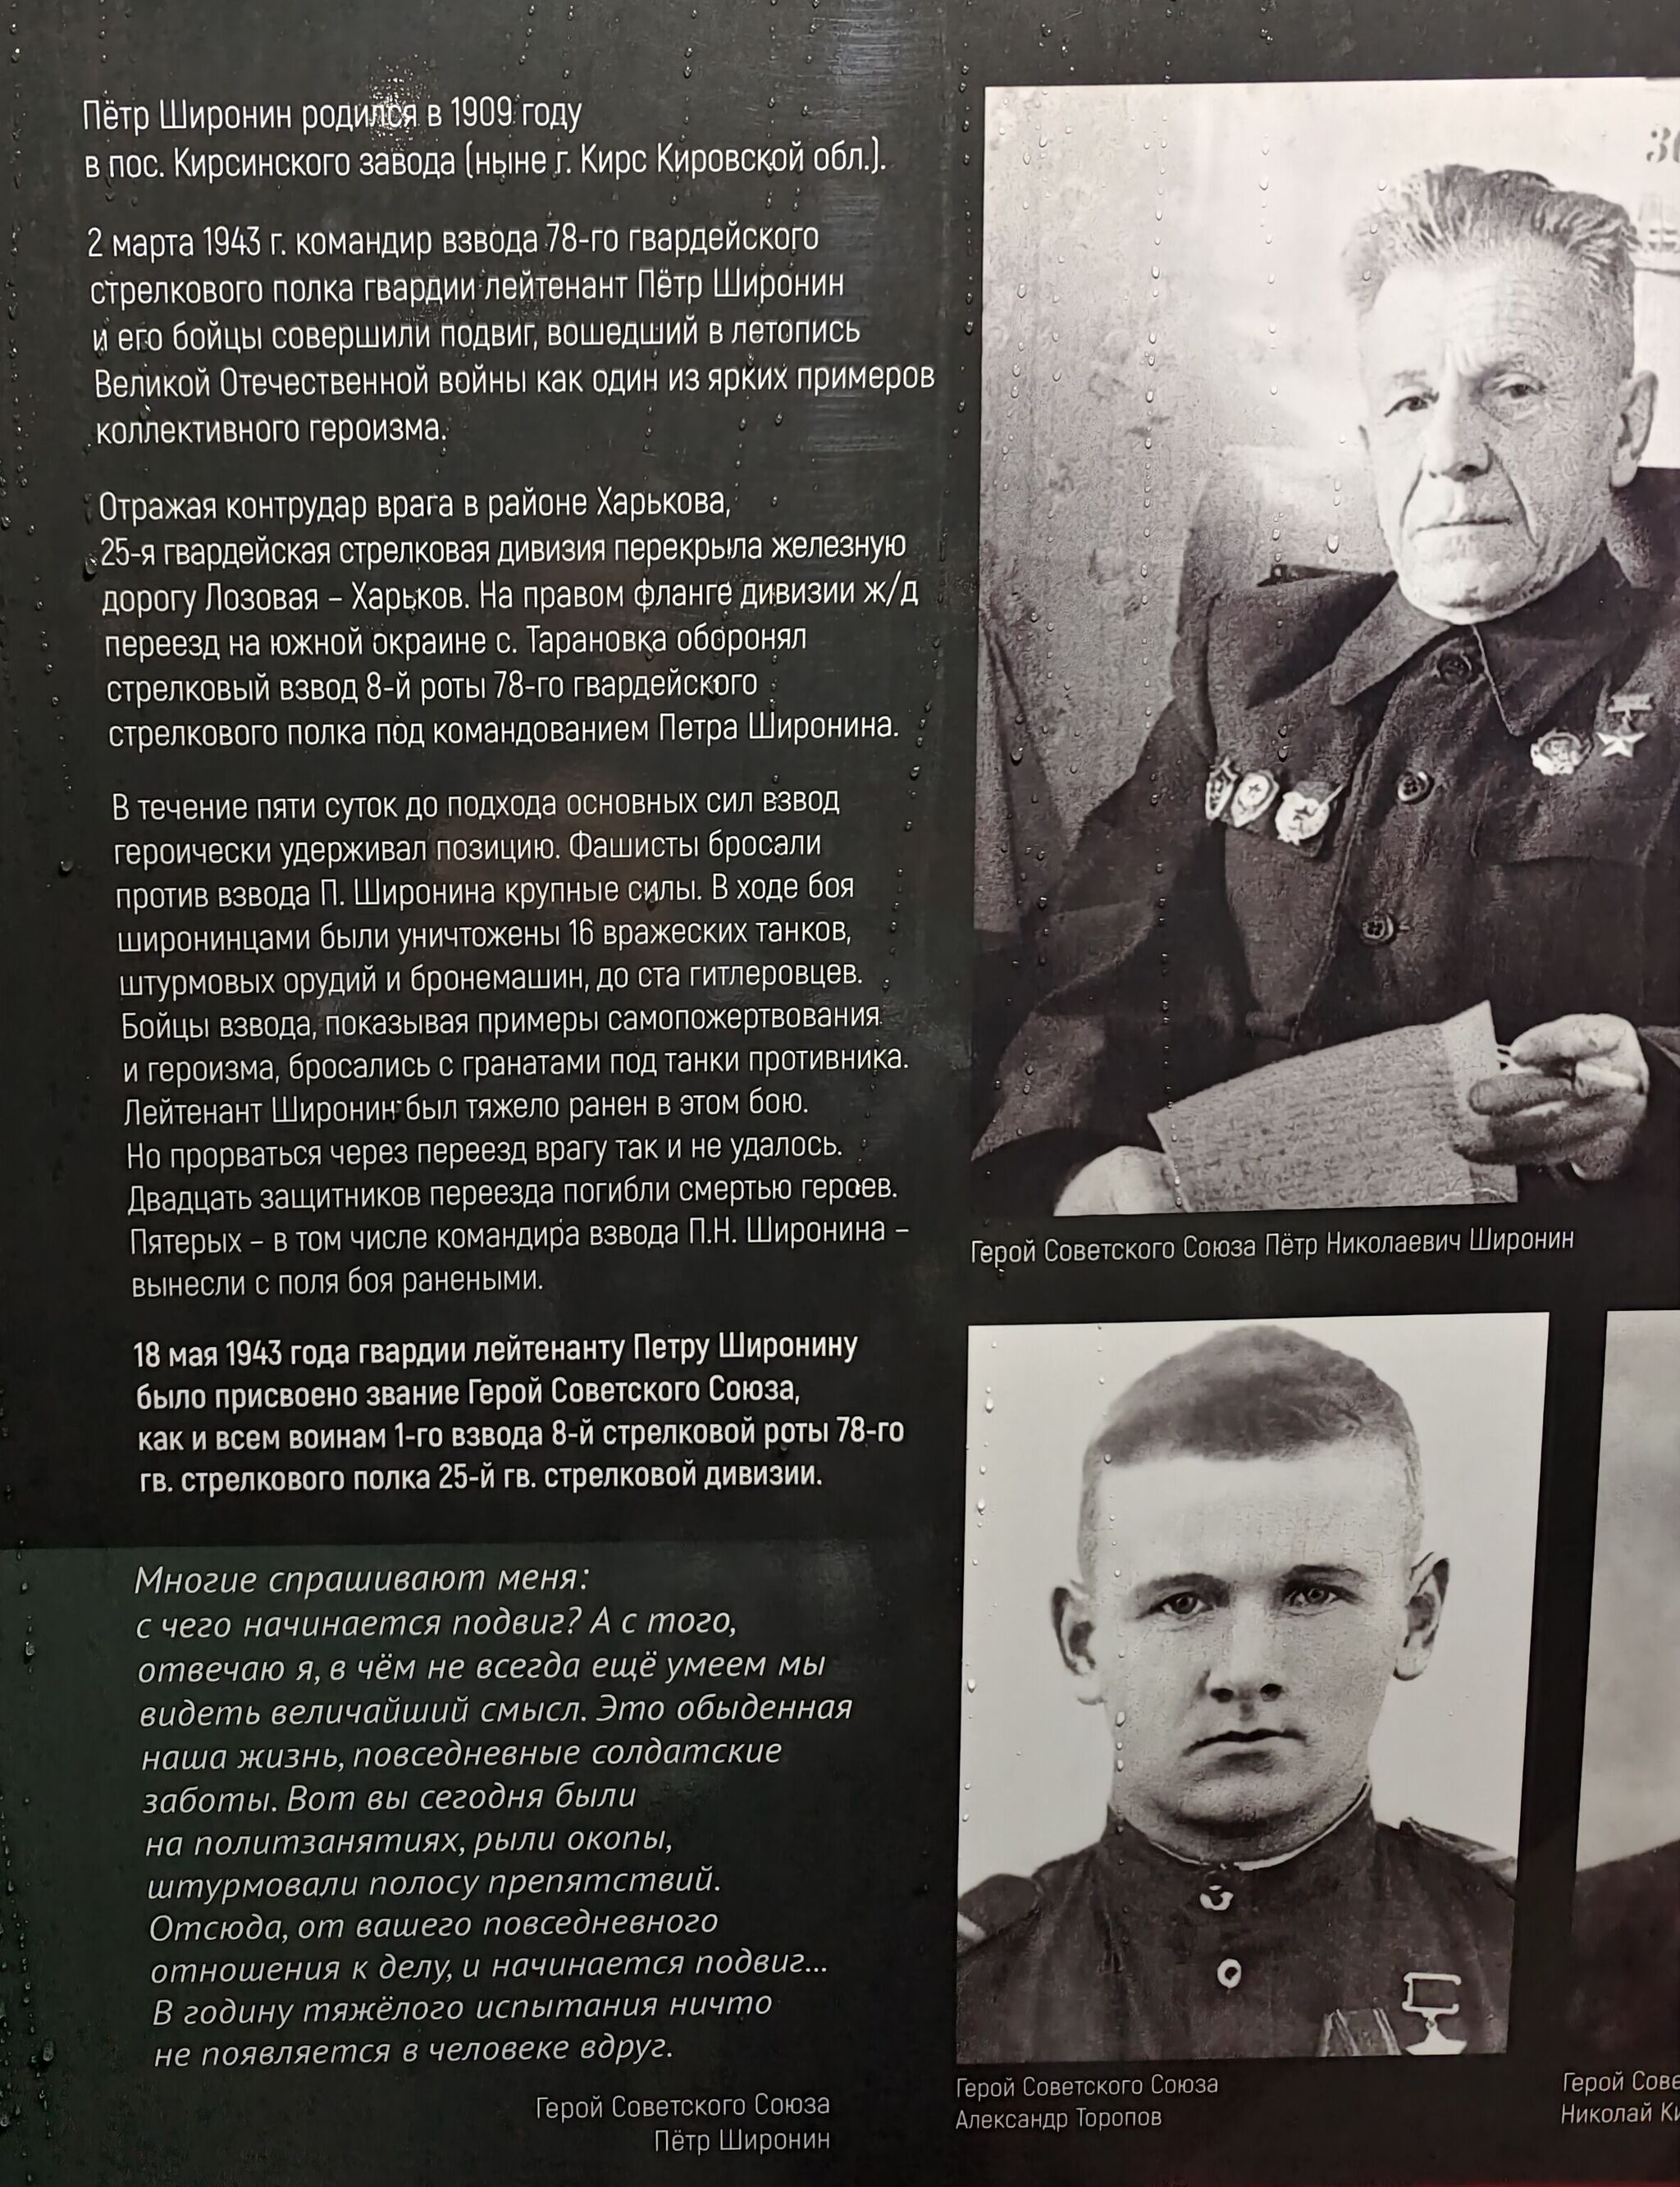 Пётр Широнин родился в 1909 году
в пос. Кирсинского завода (ныне г. Кирс Кировской обл.).
2 марта 1943 г. командир взвода 78-го гвардейского
стрелкового полка гвардии лейтенант Пётр Широнин
и его бойцы совершили подвиг, вошедший в летопись
Великой Отечественной войны как один из ярких примеров
коллективного героизма.
Отражая контрудар врага в районе Харькова,
25-я гвардейская стрелковая дивизия перекрыла железную
дорогу Лозовая – Харьков. На правом фланге дивизии ж/д
переезд на южной окраине с. Тарановка оборонял
стрелковый взвод 8-й роты 78-го гвардейского
стрелкового полка под командованием Петра Широнина.
В течение пяти суток до подхода основных сил взвод
героически удерживал позицию. Фашисты бросали
против взвода П. Широнина крупные силы. В ходе боя
широнинцами были уничтожены 16 вражеских танков,
штурмовых орудий и бронемашин, до ста гитлеровцев.
Бойцы взвода, показывая примеры самопожертвования
и героизма, бросались с гранатами под танки противника.
Лейтенант Широнин был тяжело ранен в этом бою.
Но прорваться через переезд врагу так и не удалось.
Двадцать защитников переезда погибли смертью героев.
Пятерых – в том числе командира взвода П.Н. Широнина –
вынесли с поля боя ранеными.
18 мая 1943 года гвардии лейтенанту Петру Широнину
было присвоено звание Герой Советского Союза,
как и всем воинам 1-го взвода 8-й стрелковой роты 78-го
гв. стрелкового полка 25-й гв. стрелковой дивизии.
Многие спрашивают меня:
с чего начинается подвиг? А с того,
отвечаю я, в чём не всегда ещё умеем мы
видеть величайший смысл. Это обыденная
наша жизнь, повседневные солдатские
заботы. Вот вы сегодня были
на политзанятиях, рыли окопы,
штурмовали полосу препятствий.
Отсюда, от вашего повседневного
отношения к делу, и начинается подвиг...
В годину тяжёлого испытания ничто
не появляется в человеке вдруг.
Герой Советского Союза
Пётр Широнин
Герой Советского Союза Пётр Николаевич Широнин
Герой Советского Союза
Александр Торопов
Герой Сове
Николай Ки